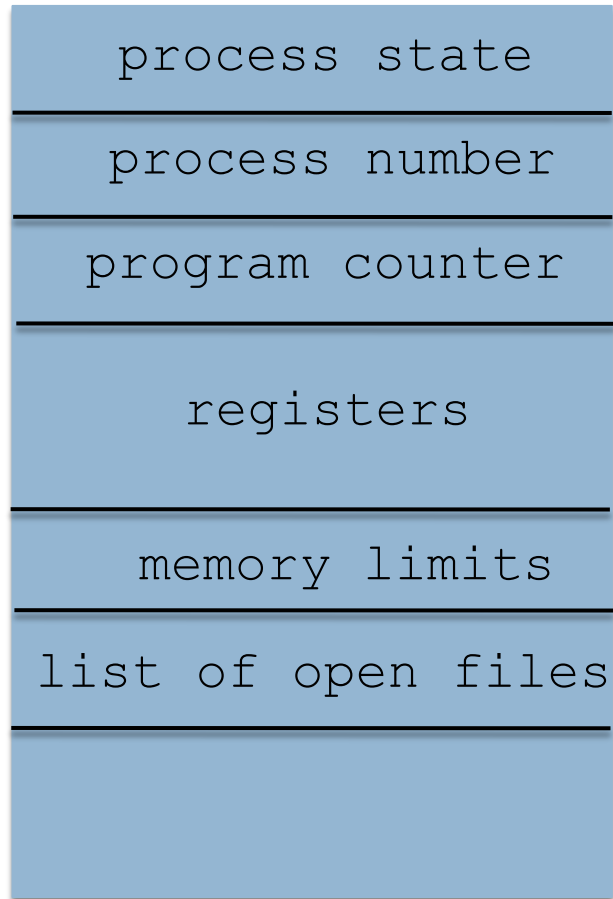 process state
process number
program counter
registers
memory limits
list of open files